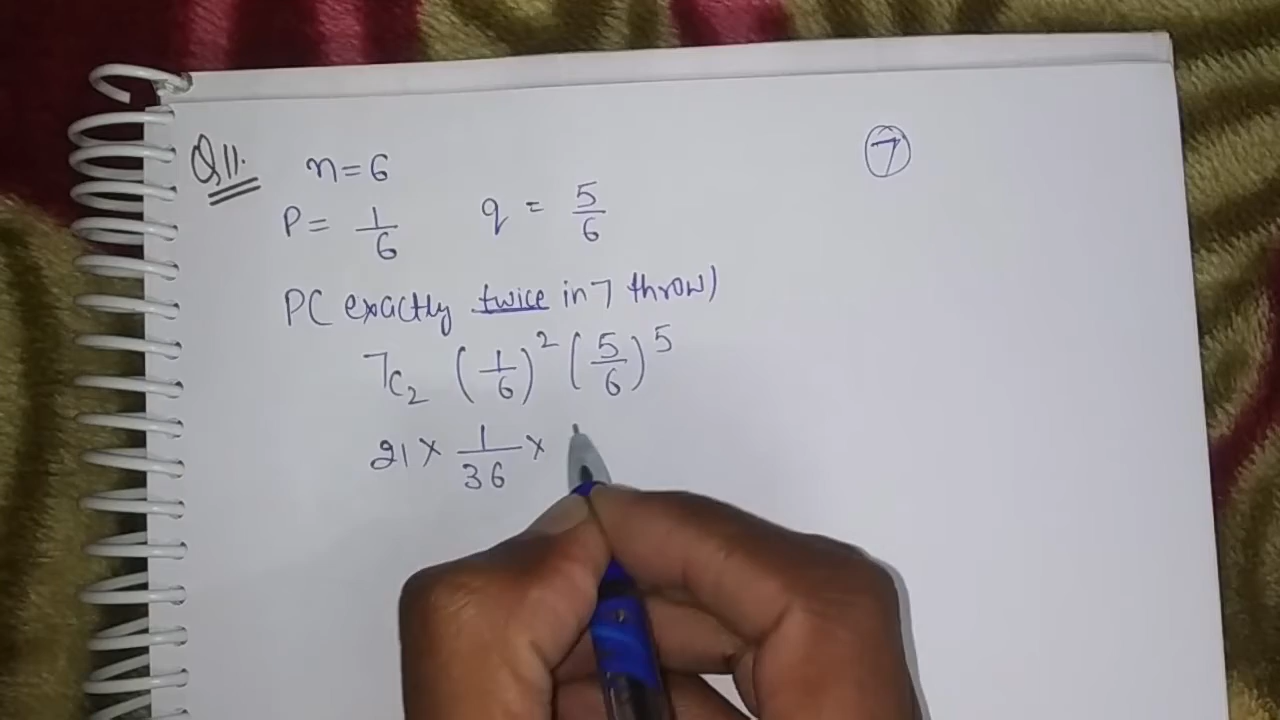 Q11. n=6 7
P= 1/6 q = 5/6
P( exactly twice in 7 throw)
7C2 (1/6)^2 (5/6)^5
21 × 1/36 ×